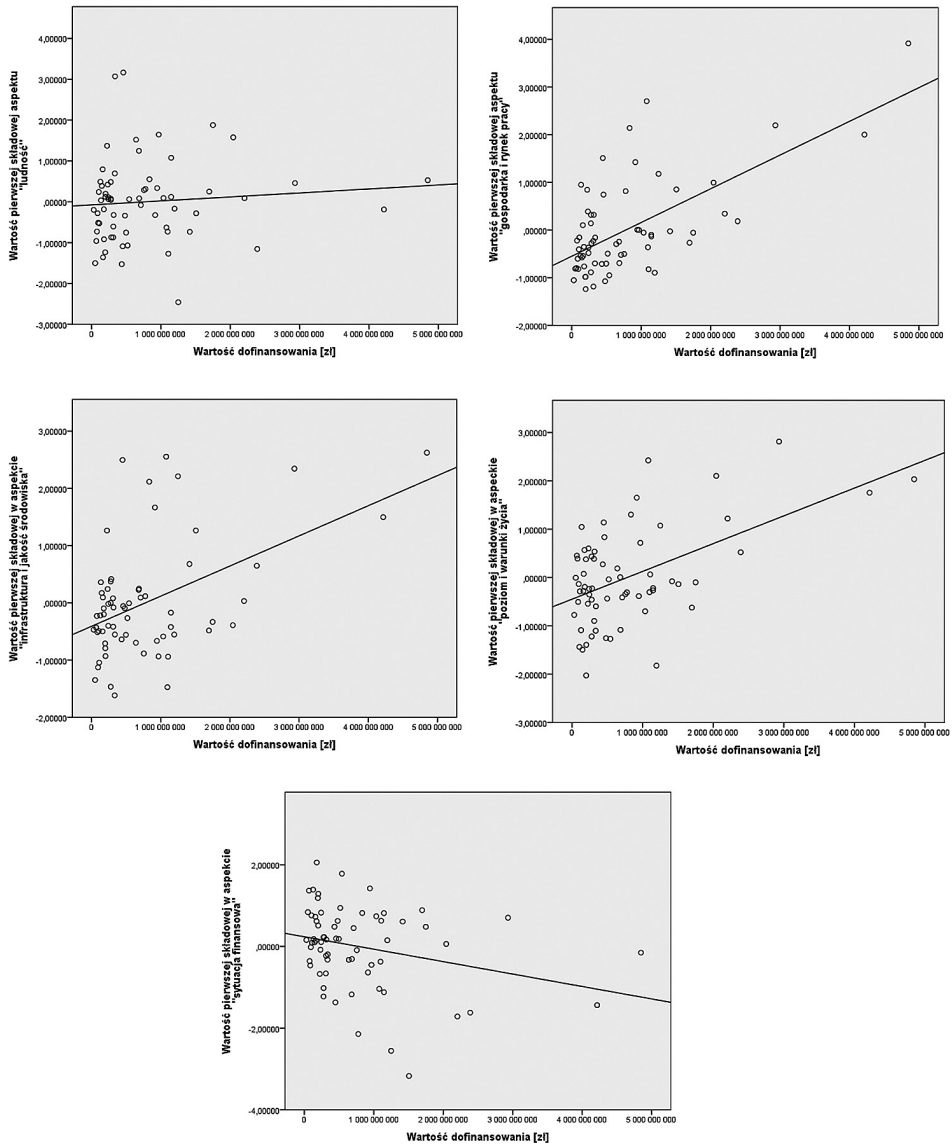 Wartość pierwszej składowej aspektu
"ludność"
4,00000
3,00000
2,00000
1,00000
,00000
-1,00000
-2,00000
-3,00000
0
1 000 000 000
2 000 000 000
3 000 000 000
4 000 000 000
5 000 000 000
Wartość dofinansowania [zł]
Wartość pierwszej składowej aspektu
"gospodarka i rynek pracy"
4,00000
3,00000
2,00000
1,00000
,00000
-1,00000
-2,00000
0
1 000 000 000
2 000 000 000
3 000 000 000
4 000 000 000
5 000 000 000
Wartość dofinansowania [zł]
Wartość pierwszej składowej w aspekcie
"infrastruktura i jakość środowiska"
3,00000
2,00000
1,00000
,00000
-1,00000
-2,00000
0
1 000 000 000
2 000 000 000
3 000 000 000
4 000 000 000
5 000 000 000
Wartość dofinansowania [zł]
Wartość pierwszej składowej w aspeckie
"poziom i warunki życia"
3,00000
2,00000
1,00000
,00000
-1,00000
-2,00000
-3,00000
0
1 000 000 000
2 000 000 000
3 000 000 000
4 000 000 000
5 000 000 000
Wartość dofinansowania [zł]
Wartość pierwszej składowej w aspekcie
"sytuacja finansowa"
2,00000
,00000
-2,00000
-4,00000
0
1 000 000 000
2 000 000 000
3 000 000 000
4 000 000 000
5 000 000 000
Wartość dofinansowania [zł]